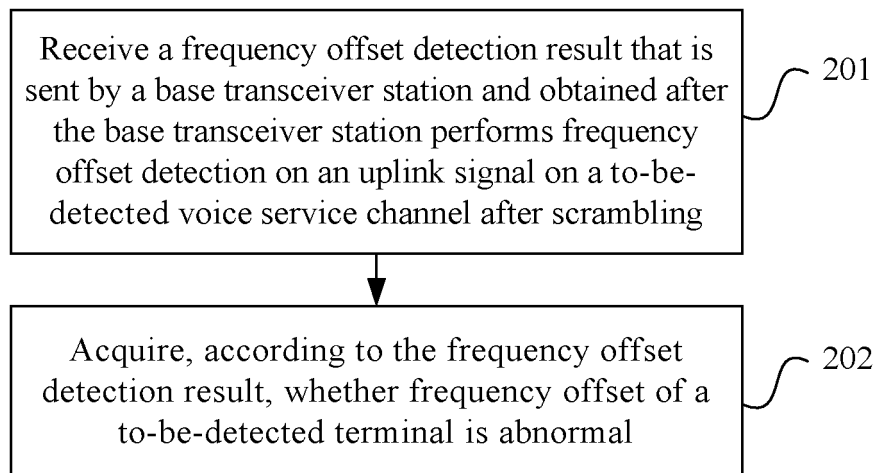 Receive a frequency offset detection result that is
sent by a base transceiver station and obtained after
the base transceiver station performs frequency
offset detection on an uplink signal on a to-be-
detected voice service channel after scrambling
201
Acquire, according to the frequency offset
detection result, whether frequency offset of a
to-be-detected terminal is abnormal
202